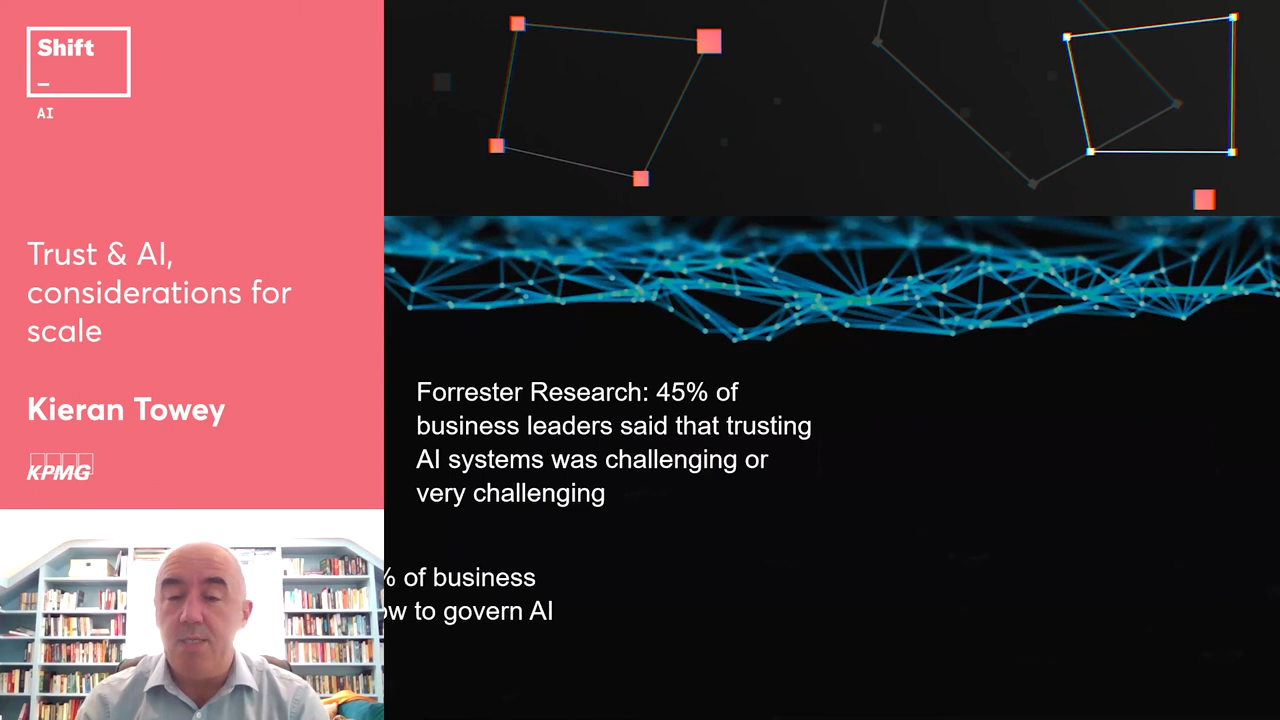 Shift
_
AI
Trust & AI,
considerations for
scale
Kieran Towey
KPMG
Forrester Research: 45% of
business leaders said that trusting
AI systems was challenging or
very challenging
% of business
ow to govern AI